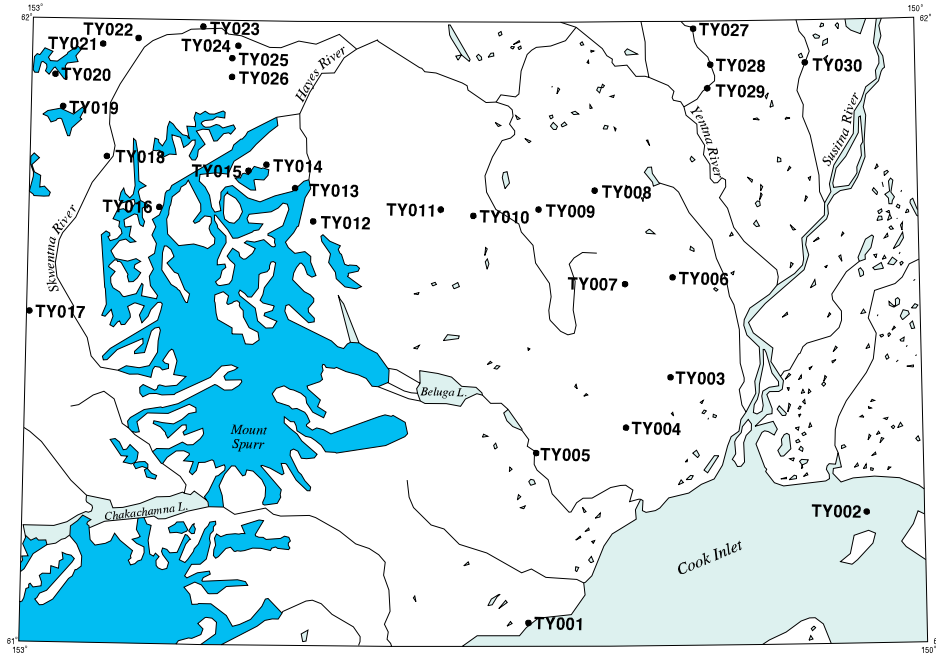 153°
150°
62°
62°
TY023
TY022
TY027
TY021
TY024
TY025
TY028
TY030
TY020
TY026
Hayes River
TY029
TY019
Yentna River
Susitna River
TY018
TY014
TY015
TY013
TY008
TY016
TY011
TY010
TY009
TY012
Skwentna River
TY006
TY007
TY017
TY003
Beluga L.
Mount
Spurr
TY004
TY005
Chakachamna L.
TY002
Cook Inlet
TY001
61°
6
153°
150°